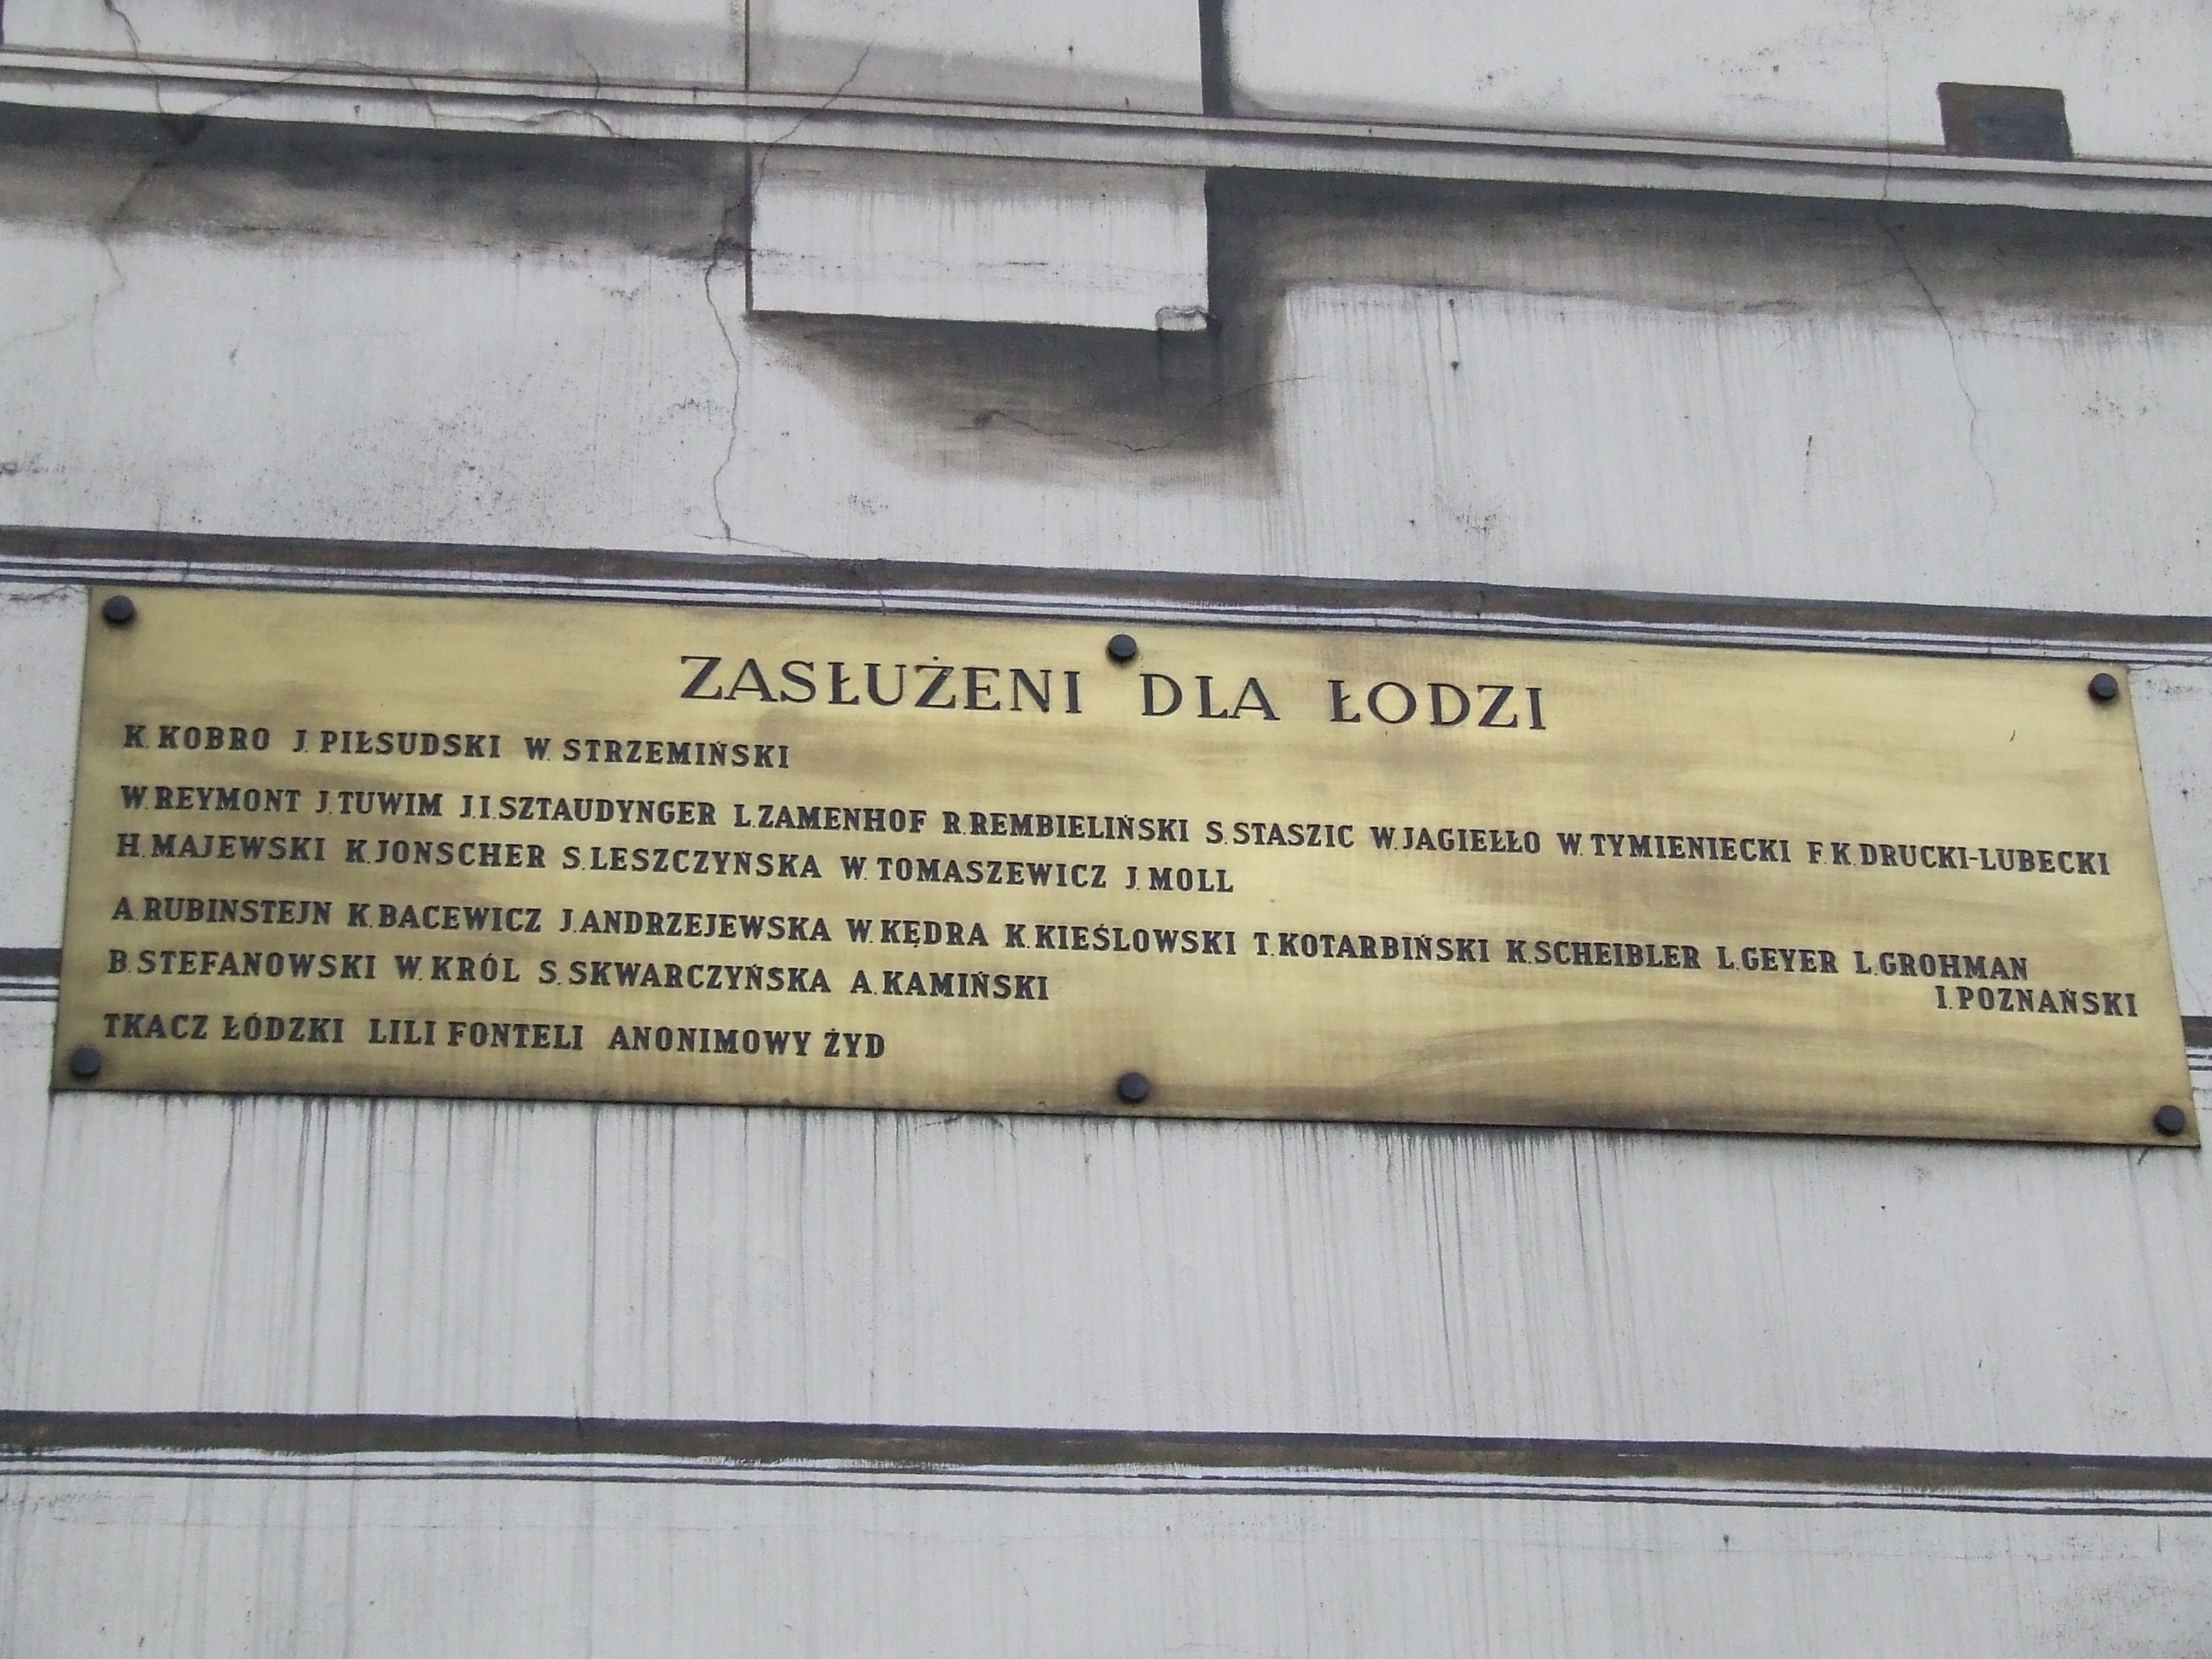 ZASŁUŻENI DLA ŁODZI
K. KOBRO J. PIŁSUDSKI W. STRZEMIŃSKI
W. REYMONT J. TUWIM J.I. SZTAUDYNGER L. ZAMENHOF R. REMBIELIŃSKI S. STASZIC W. JAGIEŁŁO W. TYMIENIECKI F.K. DRUCKI-LUBECKI
H. MAJEWSKI K. JONSCHER S. LESZCZYŃSKA W. TOMASZEWICZ J. MOLL
A. RUBINSTEJN K. BACEWICZ J. ANDRZEJEWSKA W. KĘDRA K. KIEŚLOWSKI T. KOTARBIŃSKI K. SCHEIBLER L. GEYER L. GROHMAN
I. POZNAŃSKI
B. STEFANOWSKI W. KRÓL S. SKWARCZYŃSKA A. KAMIŃSKI
TKACZ ŁÓDZKI LILI FONTELI ANONIMOWY ŻYD